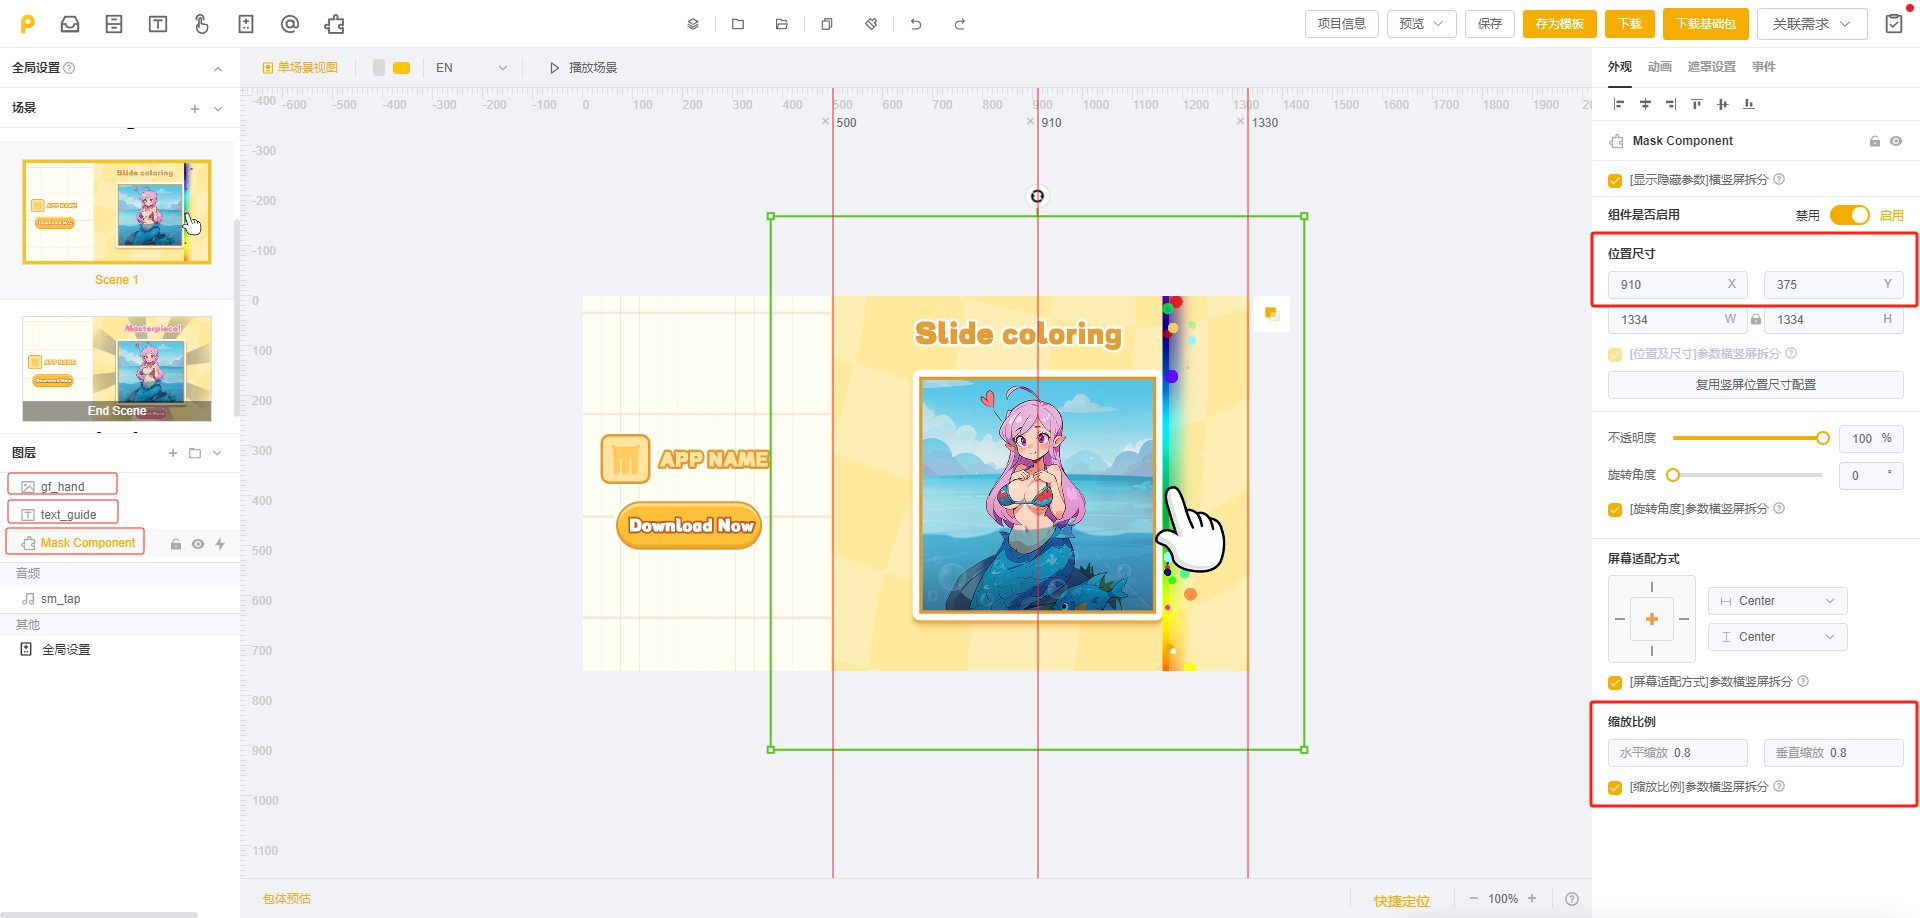 项目信息
预览
保存
存为模板
下载
下载基础包
关联需求
全局设置
单场景视图
EN
播放场景
外观
动画
遮罩设置
事件
场景
-600 -500 -400 -300 -200 -100 0 100 200 300 400 500 600 700 800 900 1000 1100 1200 1300 1400 1500 1600 1700 1800 1900
500
910
1330
-400
-300
-200
-100
0
100
200
300
400
500
600
700
800
900
1000
1100
Slide coloring
APP NAME
Download Now
Scene 1
Masterpiece!
APP NAME
Download Now
End Scene
图层
gf_hand
text_guide
Mask Component
音频
sm_tap
其他
全局设置
Slide coloring
APP NAME
Download Now
Mask Component
[显示隐藏参数]横竖屏拆分
组件是否启用
禁用
启用
位置尺寸
910 X
375 Y
1334 W
1334 H
[位置及尺寸]参数横竖屏拆分
复用竖屏位置尺寸配置
不透明度
100 %
旋转角度
0 °
[旋转角度]参数横竖屏拆分
屏幕适配方式
Center
Center
[屏幕适配方式]参数横竖屏拆分
缩放比例
水平缩放 0.8
垂直缩放 0.8
[缩放比例]参数横竖屏拆分
包体预估
快捷定位
100%